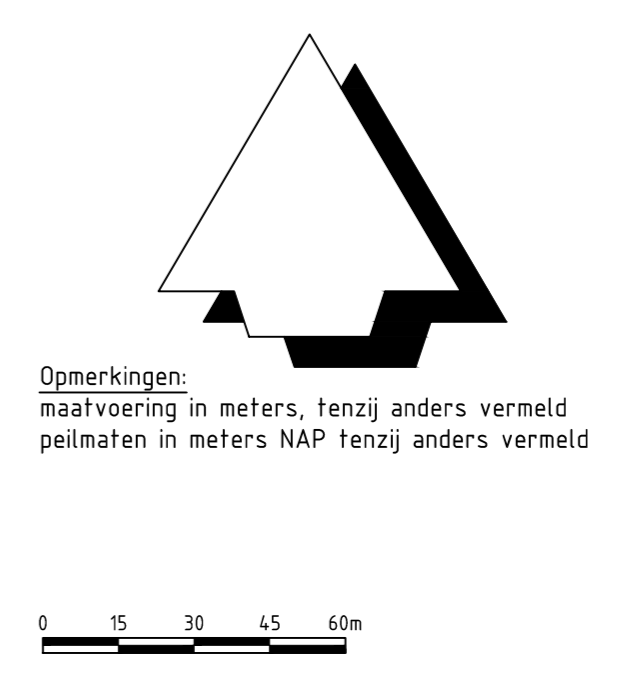 Opmerkingen:
maatvoering in meters, tenzij anders vermeld
peilmaten in meters NAP tenzij anders vermeld
0 15 30 45 60m